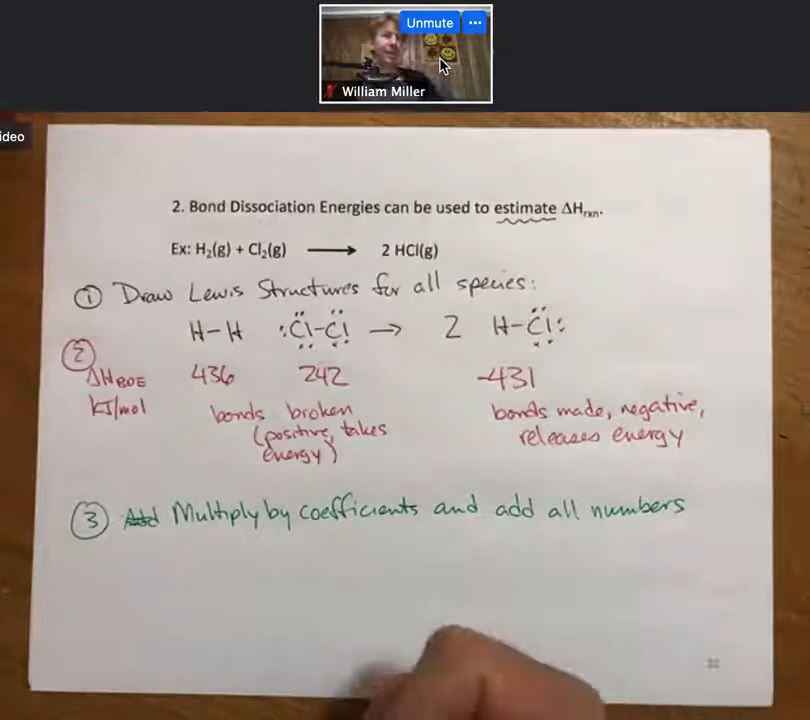 Unmute
William Miller
ideo
2. Bond Dissociation Energies can be used to estimate ΔHrxn.
Ex: H2(g) + Cl2(g) ⟶ 2 HCl(g)
① Draw Lewis Structures for all species:
H-H :Cl-Cl → 2 H-Cl:
②
ΔHBDE 436 242 -431
kJ/mol bonds broken bonds made, negative,
(positive, takes releases energy
energy)
③ Add Multiply by coefficients and add all numbers